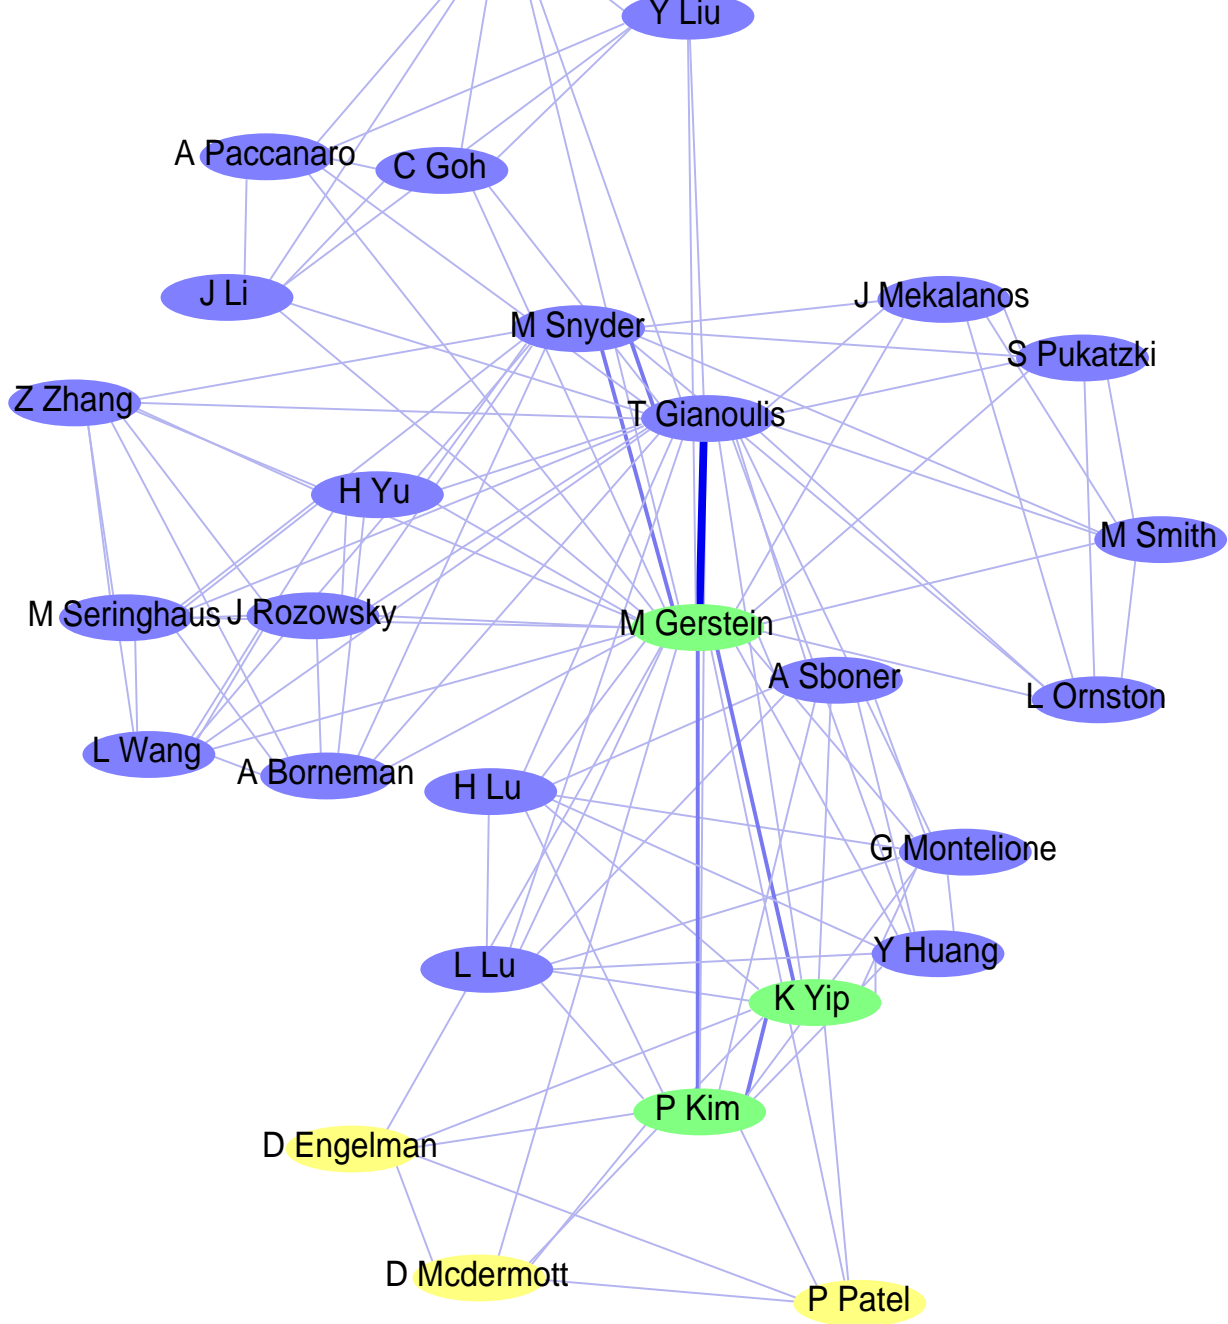 Y Liu
A Paccanaro
C Goh
J Li
J Mekalanos
M Snyder
S Pukatzki
Z Zhang
T Gianoulis
H Yu
M Smith
M Seringhaus
J Rozowsky
M Gerstein
A Sboner
L Ornston
L Wang
A Borneman
H Lu
G Montelione
Y Huang
L Lu
K Yip
P Kim
D Engelman
D Mcdermott
P Patel